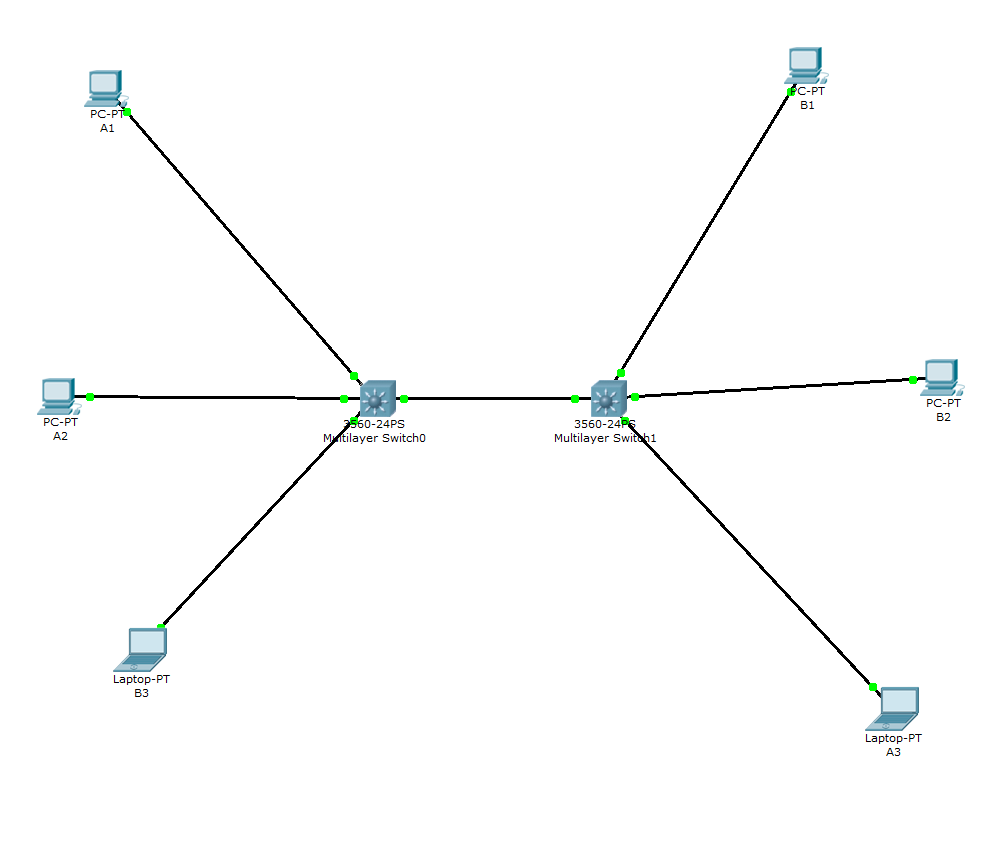 PC-PT
A1
PC-PT
B1
PC-PT
A2
3560-24PS
Multilayer Switch0
3560-24PS
Multilayer Switch1
PC-PT
B2
Laptop-PT
B3
Laptop-PT
A3